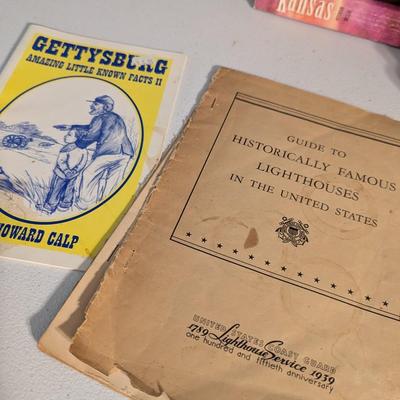 Kansas
GETTYSBURG
AMAZING LITTLE KNOWN FACTS II
HOWARD CALP
GUIDE TO
HISTORICALLY FAMOUS
LIGHTHOUSES
IN THE UNITED STATES
UNITED STATES COAST GUARD
1789 Lighthouse Service 1939
one hundred and fiftieth anniversary